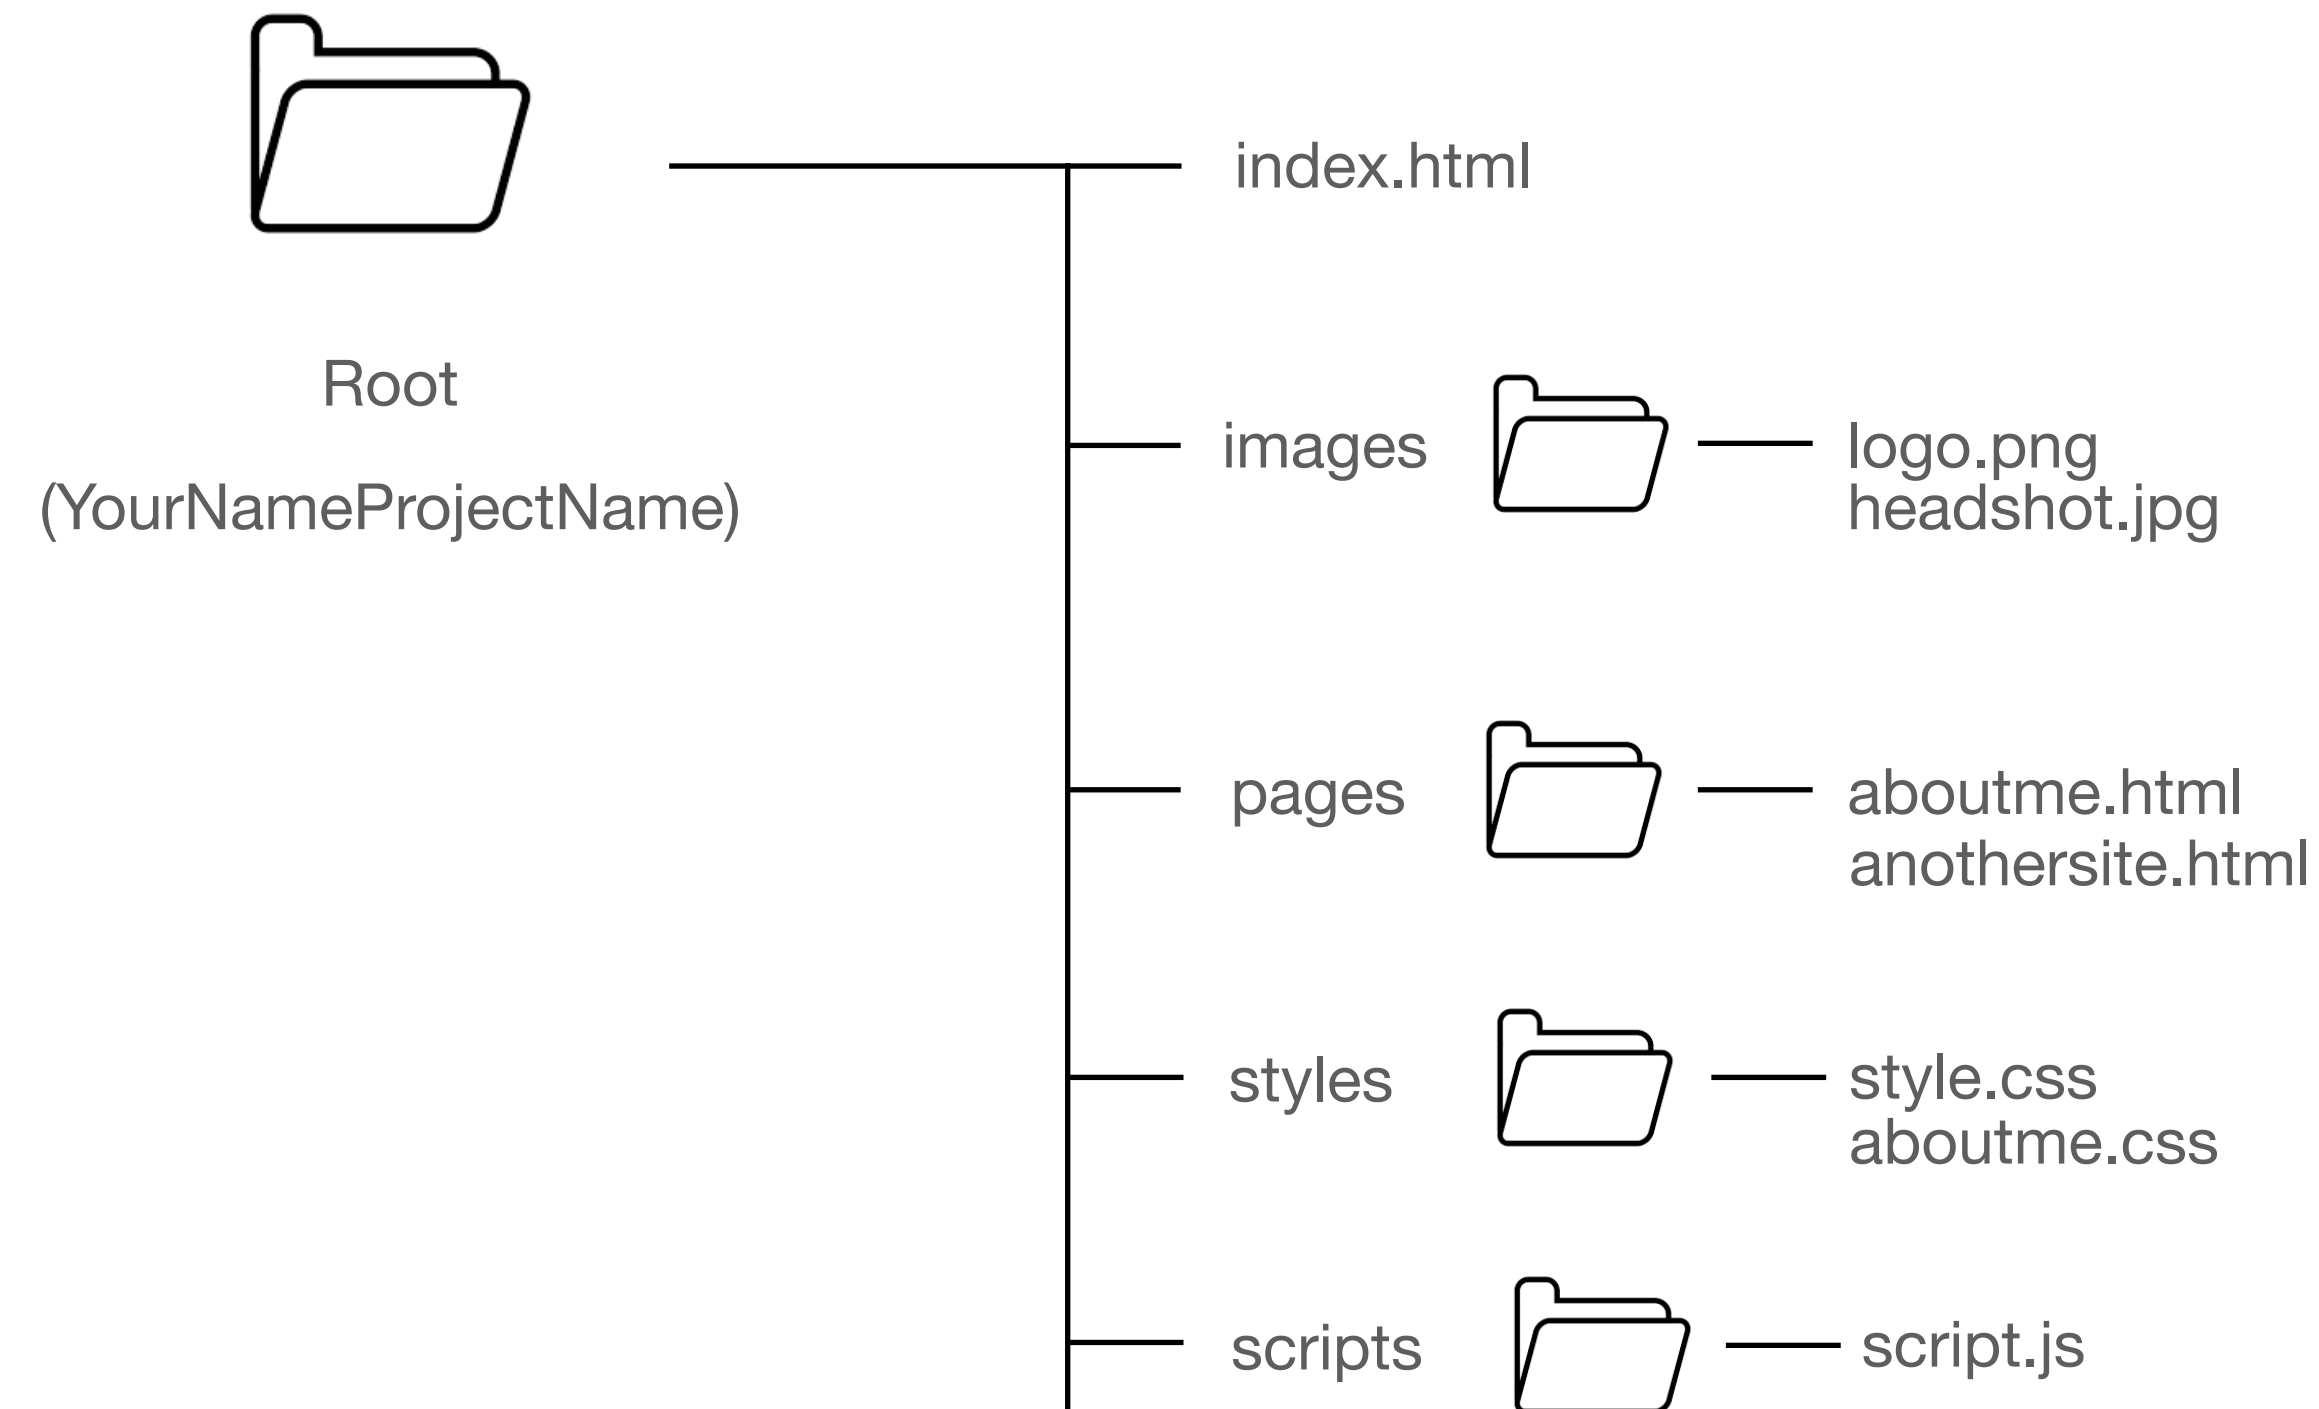 index.html
Root
(YourNameProjectName)
images
logo.png
headshot.jpg
pages
aboutme.html
anothersite.html
styles
style.css
aboutme.css
scripts
script.js